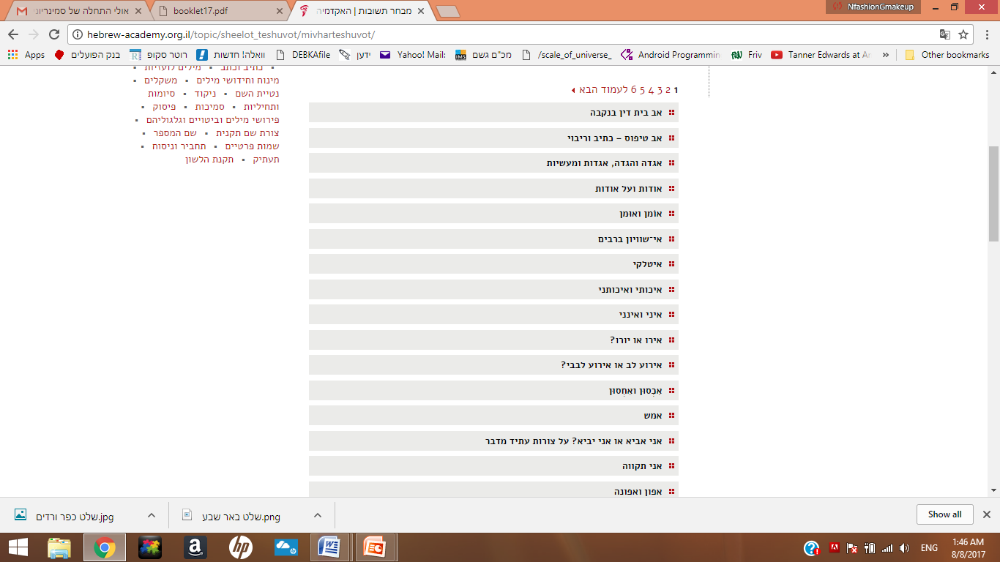 NfashionGmakeup
אולי התחלה של סמינריוני
booklet17.pdf
מבחר תשובות | האקדמיה
hebrew-academy.org.il/topic/sheelot_teshuvot/mivharteshuvot/
Apps
בנק הפועלים
רוטר סקופ
וואלה! חדשות
DEBKAfile
ידען
Yahoo! Mail:
מכ"ם גשם
/scale_of_universe_
Android Programmin
Friv
Tanner Edwards at Ar
»
Other bookmarks
▪ כתיב וכתב ▪ מילים לועזיות ▪
מינוח וחידושי מילים ▪ משקלים ▪
נטיית השם ▪ ניקוד ▪ סיומות
ותחיליות ▪ סמיכות ▪ פיסוק ▪
פירושי מילים וביטויים וגלגוליהם ▪
צורת שם תקנית ▪ שם המספר ▪
שמות פרטיים ▪ תחביר וניסוח ▪
תעתיק ▪ תקנת הלשון
1 2 3 4 5 6 לעמוד הבא
אב בית דין בנקבה
אב טיפוס – כתיב וריבוי
אגדה והגדה, אגדות ומעשיות
אודות ועל אודות
אוֹמן ואוּמן
אי־שוויון ברבים
איטלקי
איכותי ואיכותני
איני ואינני
אירו או יורו?
אירוע לב או אירוע לבבי?
אִכְסוּן ואִחְסוּן
אמש
אני אביא או אני יביא? על צורות עתיד מדבר
אני תקווה
אפון ואפונה
שלט כפר ורדים.jpg
שלט באר שבע.png
Show all
ENG
1:46 AM
8/8/2017